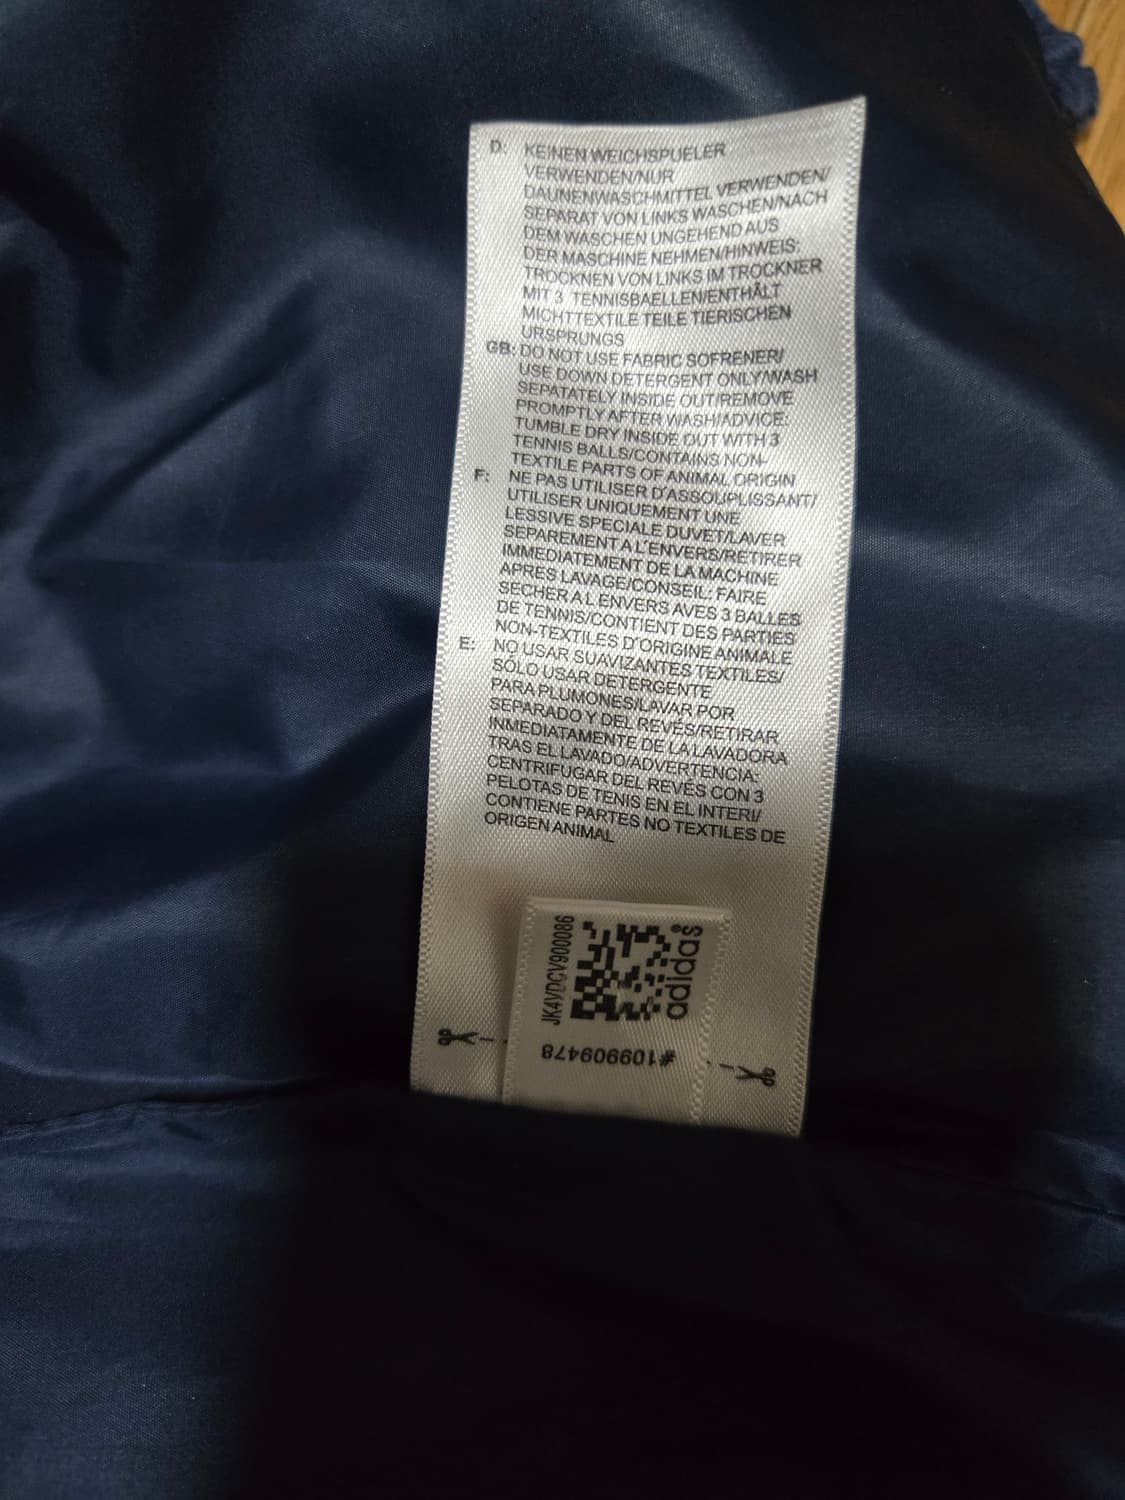 D: KEINEN WEICHSPUELER
VERWENDEN/NUR
DAUNENWASCHMITTEL VERWENDEN/
SEPARAT VON LINKS WASCHEN/NACH
DEM WASCHEN UNGEHEND AUS
DER MASCHINE NEHMEN/HINWEIS:
TROCKNEN VON LINKS IM TROCKNER
MIT 3 TENNISBAELLEN/ENTHÄLT
MICHTTEXTILE TEILE TIERISCHEN
URSPRUNGS
GB: DO NOT USE FABRIC SOFRENER/
USE DOWN DETERGENT ONLY/WASH
SEPATATELY INSIDE OUT/REMOVE
PROMPTLY AFTER WASH/ADVICE:
TUMBLE DRY INSIDE OUT WITH 3
TENNIS BALLS/CONTAINS NON-
TEXTILE PARTS OF ANIMAL ORIGIN
F: NE PAS UTILISER D'ASSOUPLISSANT/
UTILISER UNIQUEMENT UNE
LESSIVE SPECIALE DUVET/LAVER
SEPAREMENT A L'ENVERS/RETIRER
IMMEDIATEMENT DE LA MACHINE
APRES LAVAGE/CONSEIL: FAIRE
SECHER A L ENVERS AVES 3 BALLES
DE TENNIS/CONTIENT DES PARTIES
NON-TEXTILES D'ORIGINE ANIMALE
E: NO USAR SUAVIZANTES TEXTILES/
SÓLO USAR DETERGENTE
PARA PLUMONES/LAVAR POR
SEPARADO Y DEL REVÉS/RETIRAR
INMEDIATAMENTE DE LA LAVADORA
TRAS EL LAVADO/ADVERTENCIA:
CENTRIFUGAR DEL REVÉS CON 3
PELOTAS DE TENIS EN EL INTERI/
CONTIENE PARTES NO TEXTILES DE
ORIGEN ANIMAL
JK4VDCV900086
adidas
#109909478